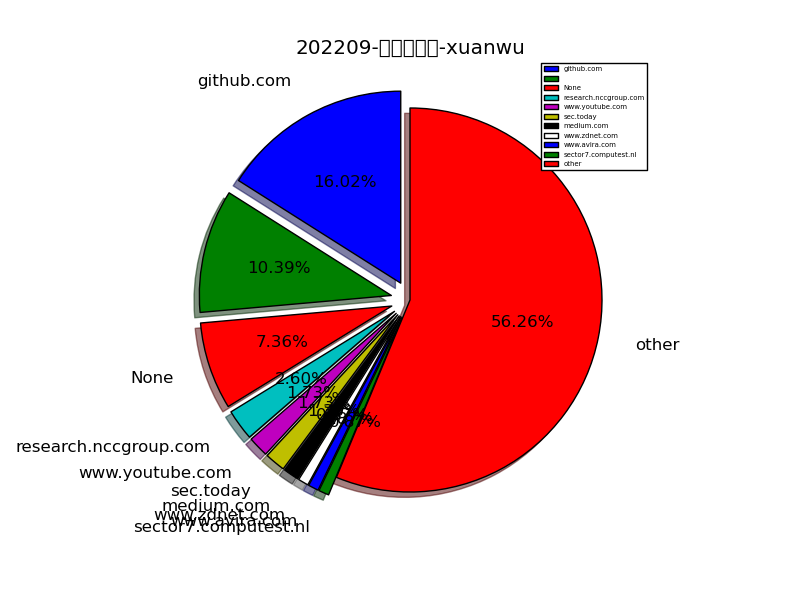 202209-□□□□□-xuanwu
github.com
16.02%
10.39%
7.36%
2.60%
1.73%
56.26%
other
None
research.nccgroup.com
www.youtube.com
sec.today
medium.com
www.zdnet.com
www.avira.com
sector7.computest.nl
github.com
None
research.nccgroup.com
www.youtube.com
sec.today
medium.com
www.zdnet.com
www.avira.com
sector7.computest.nl
other